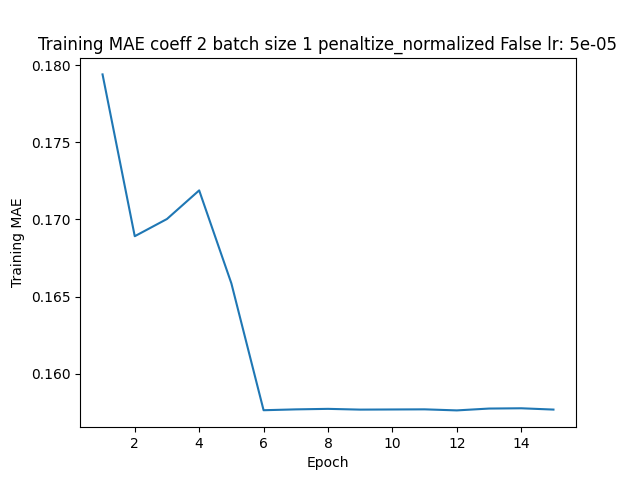 Training MAE coeff 2 batch size 1 penaltize_normalized False lr: 5e-05
0.180
0.175
0.170
0.165
0.160
Training MAE
2 4 6 8 10 12 14
Epoch